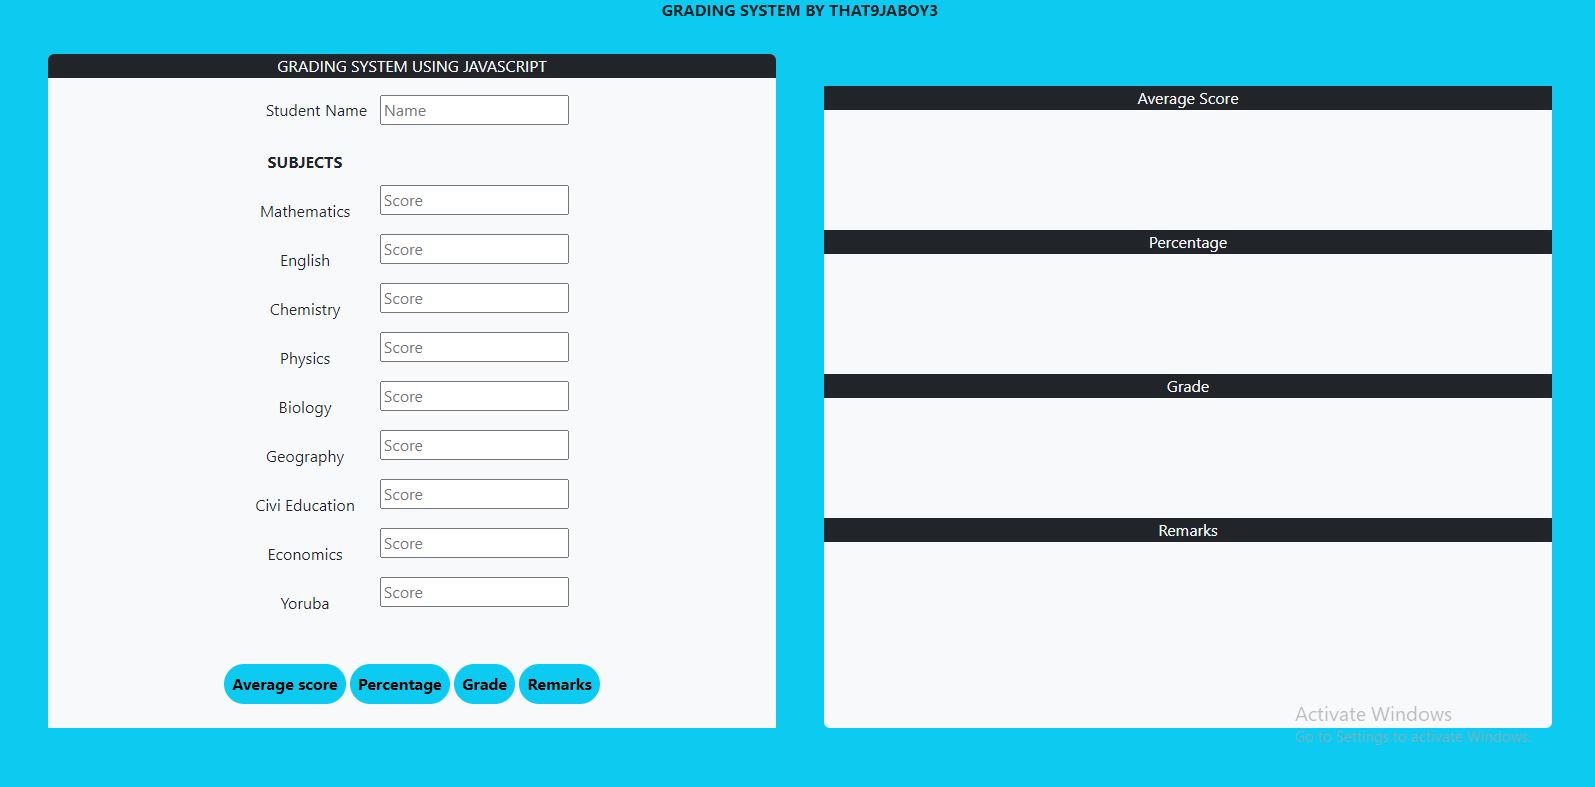 GRADING SYSTEM BY THAT9JABOY3
GRADING SYSTEM USING JAVASCRIPT
Student Name Name
SUBJECTS
Mathematics Score
English Score
Chemistry Score
Physics Score
Biology Score
Geography Score
Civi Education Score
Economics Score
Yoruba Score
Average score Percentage Grade Remarks
Average Score
Percentage
Grade
Remarks
Activate Windows
Go to Settings to activate Windows.